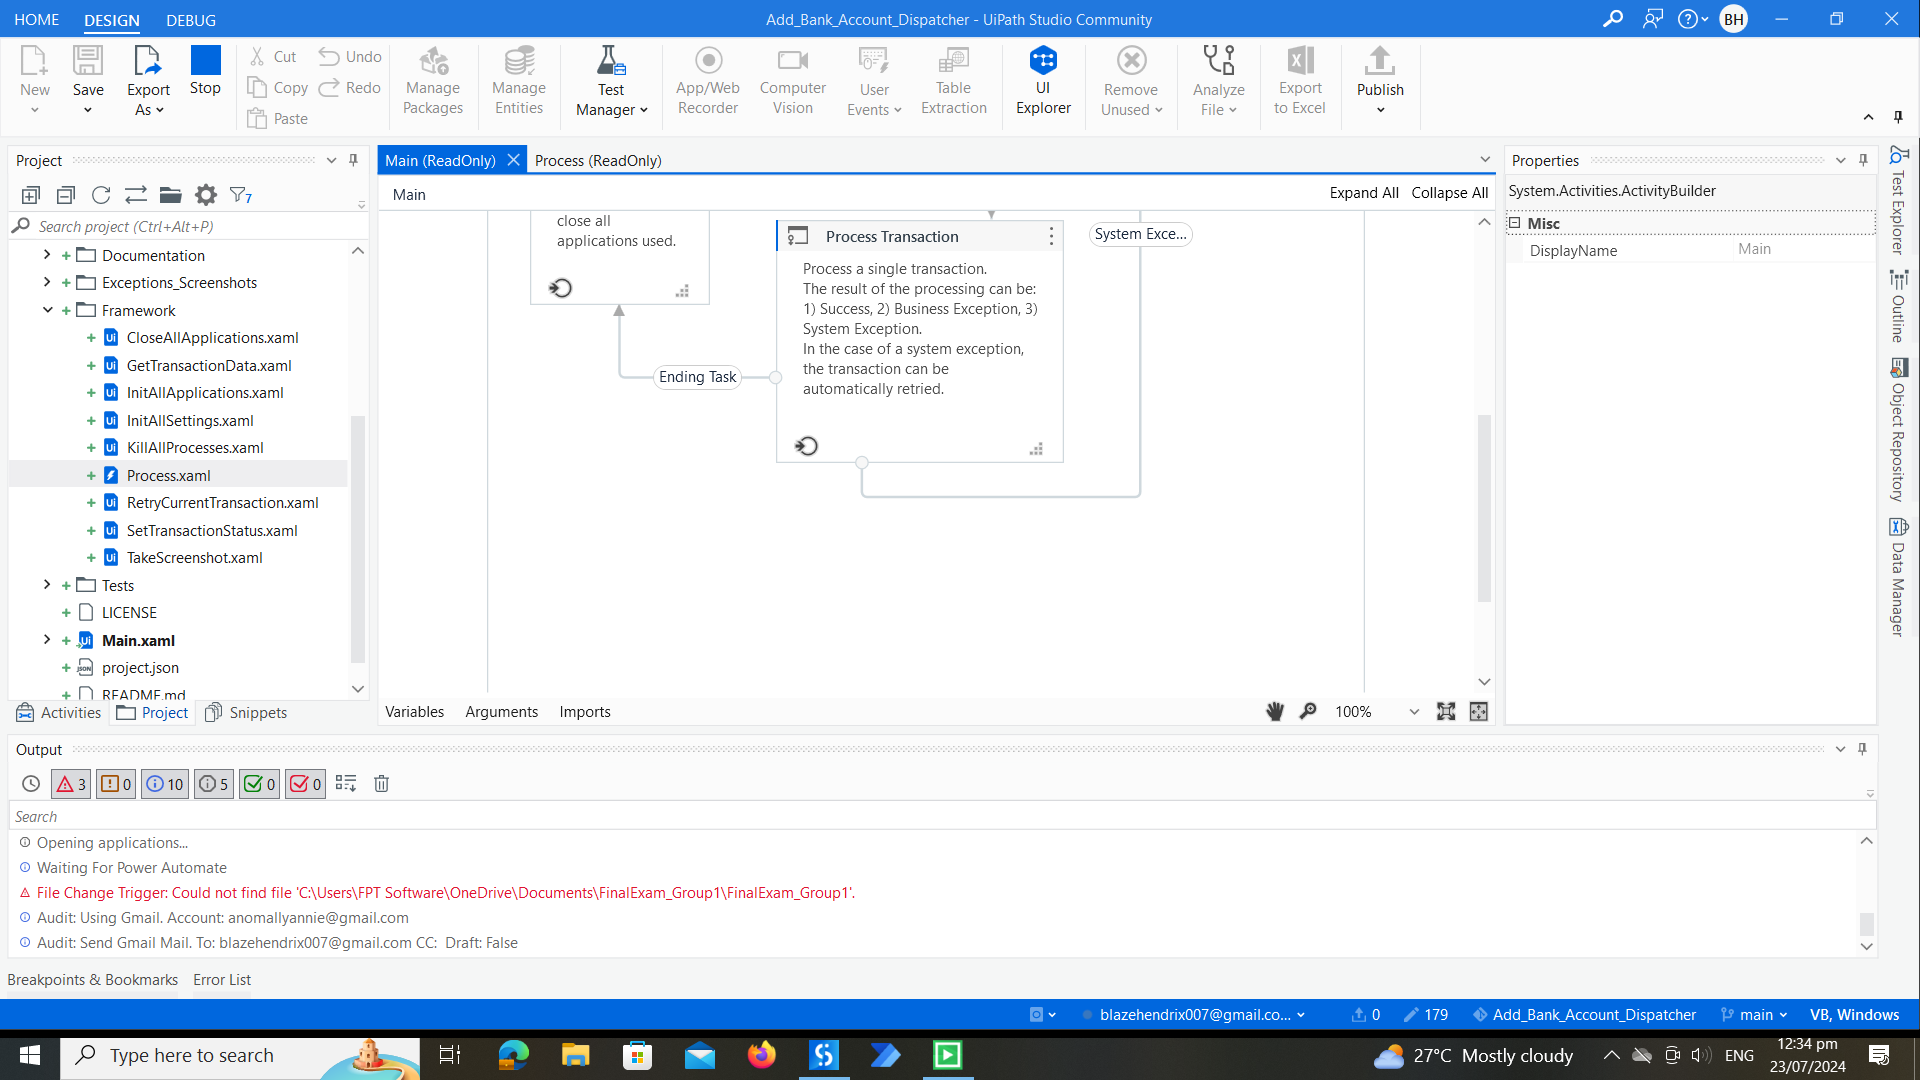 HOME DESIGN DEBUG
Add_Bank_Account_Dispatcher - UiPath Studio Community
BH
New
Save
Export As
Stop
Cut
Copy
Paste
Undo
Redo
Manage Packages
Manage Entities
Test Manager
App/Web Recorder
Computer Vision
User Events
Table Extraction
UI Explorer
Remove Unused
Analyze File
Export to Excel
Publish
Project
7
Search project (Ctrl+Alt+P)
Documentation
Exceptions_Screenshots
Framework
CloseAllApplications.xaml
GetTransactionData.xaml
InitAllApplications.xaml
InitAllSettings.xaml
KillAllProcesses.xaml
Process.xaml
RetryCurrentTransaction.xaml
SetTransactionStatus.xaml
TakeScreenshot.xaml
Tests
LICENSE
Main.xaml
project.json
README.md
Activities Project Snippets
Main (ReadOnly) Process (ReadOnly)
Main
Expand All Collapse All
close all
applications used.
Process Transaction
System Exce...
Process a single transaction.
The result of the processing can be:
1) Success, 2) Business Exception, 3)
System Exception.
In the case of a system exception,
the transaction can be
automatically retried.
Ending Task
Variables Arguments Imports
100%
Properties
System.Activities.ActivityBuilder
Misc
DisplayName Main
Test Explorer
Outline
Object Repository
Data Manager
Output
3 0 10 5 0 0
Search
Opening applications...
Waiting For Power Automate
File Change Trigger: Could not find file 'C:\Users\FPT Software\OneDrive\Documents\FinalExam_Group1\FinalExam_Group1'.
Audit: Using Gmail. Account: anomallyannie@gmail.com
Audit: Send Gmail Mail. To: blazehendrix007@gmail.com CC: Draft: False
Breakpoints & Bookmarks Error List
blazehendrix007@gmail.co... 0 179 Add_Bank_Account_Dispatcher main VB, Windows
Type here to search
27°C Mostly cloudy
ENG
12:34 pm
23/07/2024